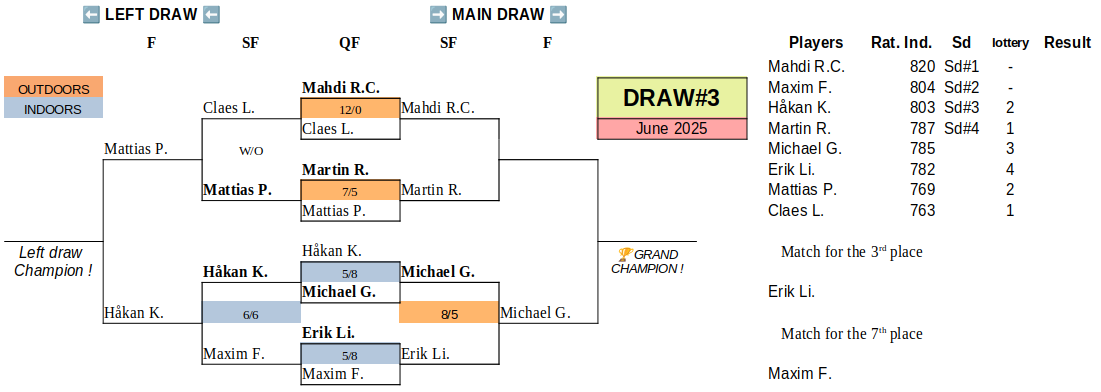 ⬅ LEFT DRAW ⬅ ➡ MAIN DRAW ➡
F SF QF SF F Players Rat. Ind. Sd lottery Result
Mahdi R.C. 820 Sd#1 -
OUTDOORS Mahdi R.C. Maxim F. 804 Sd#2 -
INDOORS Claes L. 12/0 Mahdi R.C. DRAW#3 Håkan K. 803 Sd#3 2
Claes L. June 2025 Martin R. 787 Sd#4 1
Mattias P. W/O Michael G. 785 3
Martin R. Erik Li. 782 4
Mattias P. 7/5 Martin R. Mattias P. 769 2
Mattias P. Claes L. 763 1
Left draw Håkan K. 🏆GRAND Match for the 3rd place
Champion ! Håkan K. 5/8 Michael G. CHAMPION !
Michael G. Erik Li.
Håkan K. 6/6 8/5 Michael G.
Erik Li. Match for the 7th place
Maxim F. 5/8 Erik Li.
Maxim F. Maxim F.